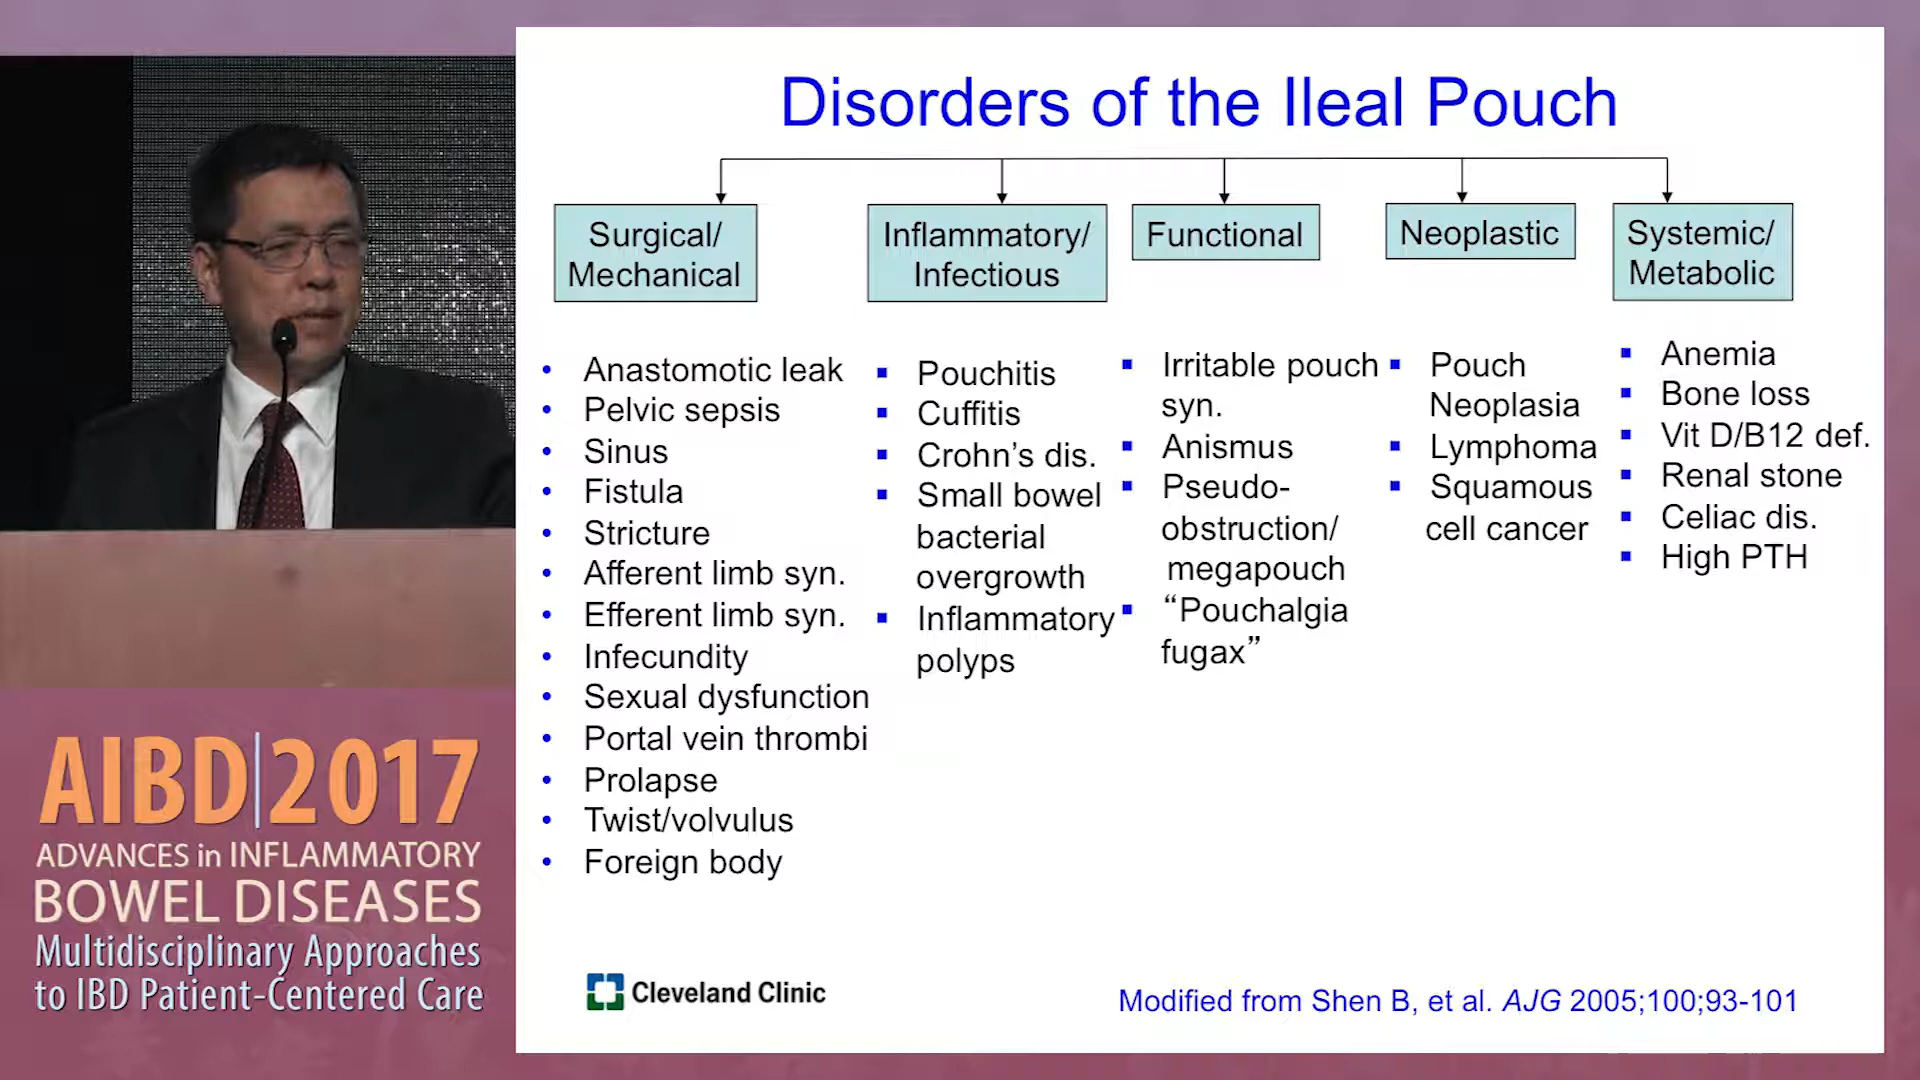 Disorders of the Ileal Pouch
Surgical/
Mechanical
Inflammatory/
Infectious
Functional
Neoplastic
Systemic/
Metabolic
Anastomotic leak
Pelvic sepsis
Sinus
Fistula
Stricture
Afferent limb syn.
Efferent limb syn.
Infecundity
Sexual dysfunction
Portal vein thrombi
Prolapse
Twist/volvulus
Foreign body
Pouchitis
Cuffitis
Crohn’s dis.
Small bowel
bacterial
overgrowth
Inflammatory
polyps
Irritable pouch
syn.
Anismus
Pseudo-
obstruction/
megapouch
“Pouchalgia
fugax”
Pouch
Neoplasia
Lymphoma
Squamous
cell cancer
Anemia
Bone loss
Vit D/B12 def.
Renal stone
Celiac dis.
High PTH
Cleveland Clinic
Modified from Shen B, et al. AJG 2005;100;93-101
AIBD|2017
ADVANCES in INFLAMMATORY
BOWEL DISEASES
Multidisciplinary Approaches
to IBD Patient-Centered Care